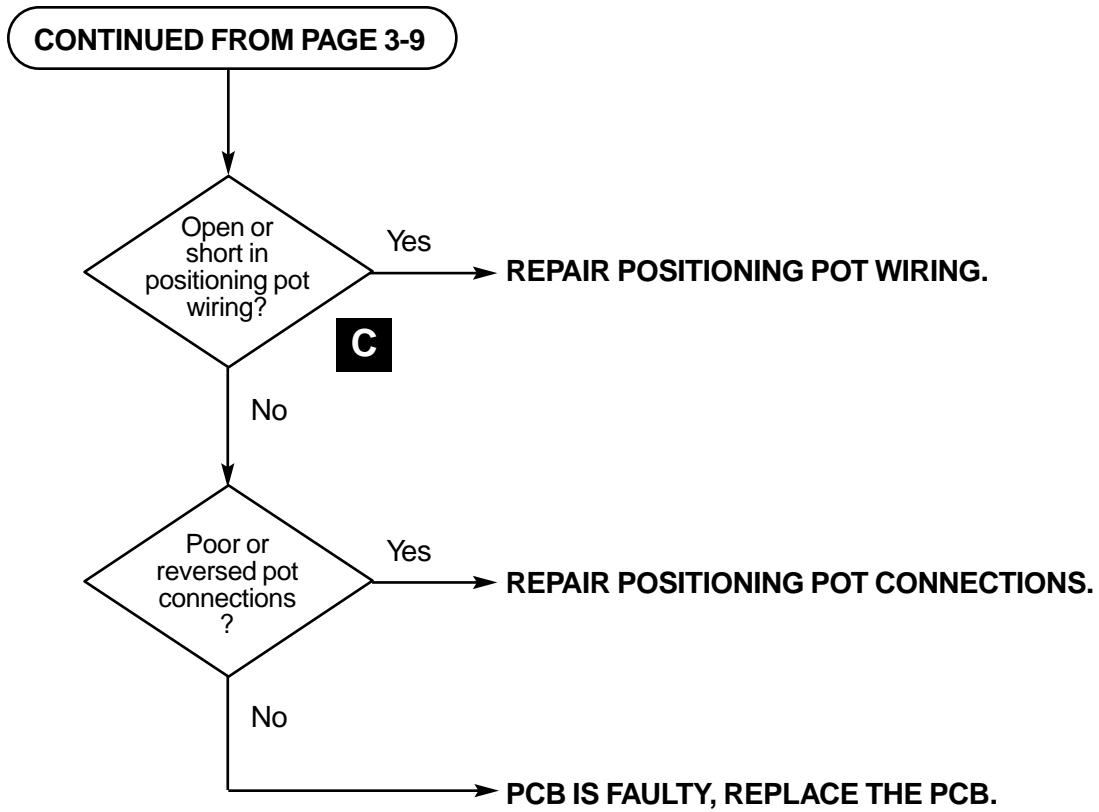 CONTINUED FROM PAGE 3-9
Open or
short in
positioning pot
wiring?
Yes
REPAIR POSITIONING POT WIRING.
C
No
Poor or
reversed pot
connections
?
Yes
REPAIR POSITIONING POT CONNECTIONS.
No
PCB IS FAULTY, REPLACE THE PCB.